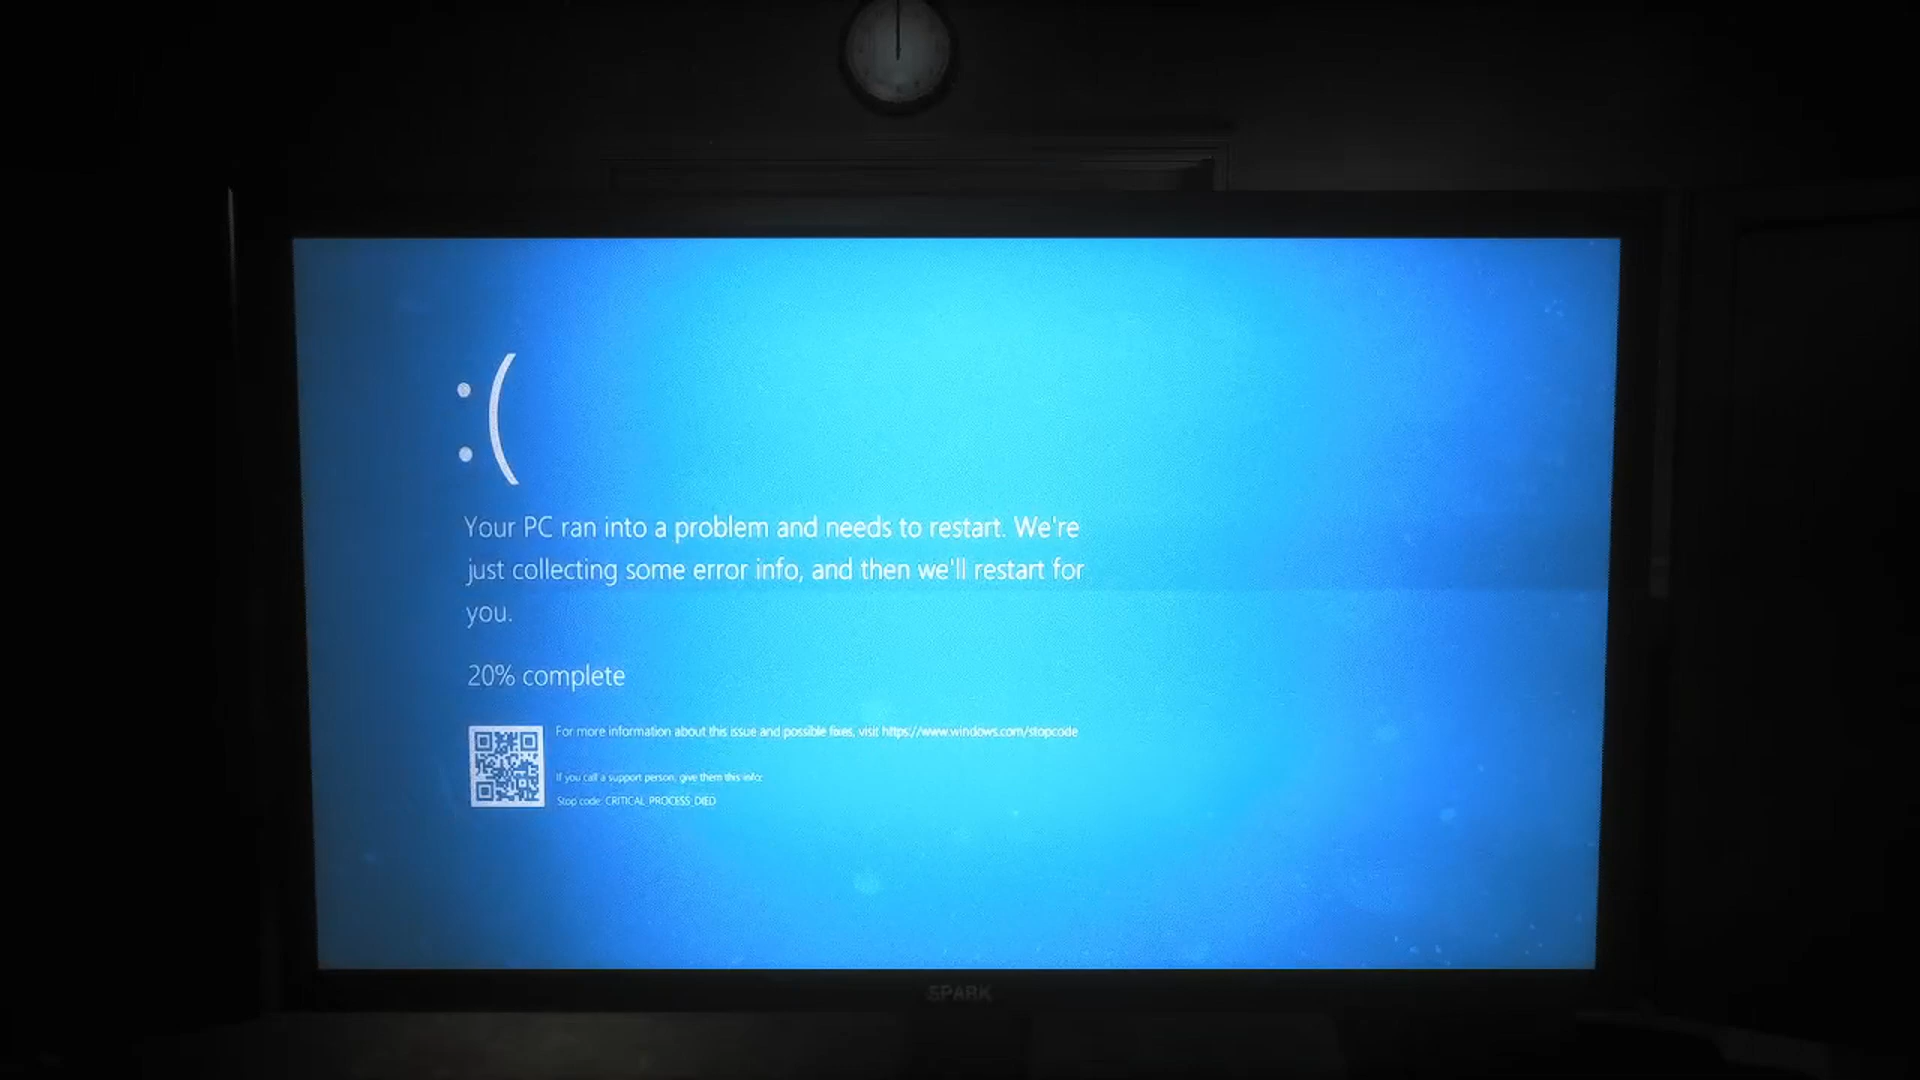 :(
Your PC ran into a problem and needs to restart. We're
just collecting some error info, and then we'll restart for
you.
20% complete
For more information about this issue and possible fixes, visit https://www.windows.com/stopcode
If you call a support person, give them this info:
Stop code: CRITICAL_PROCESS_DIED
SPARK